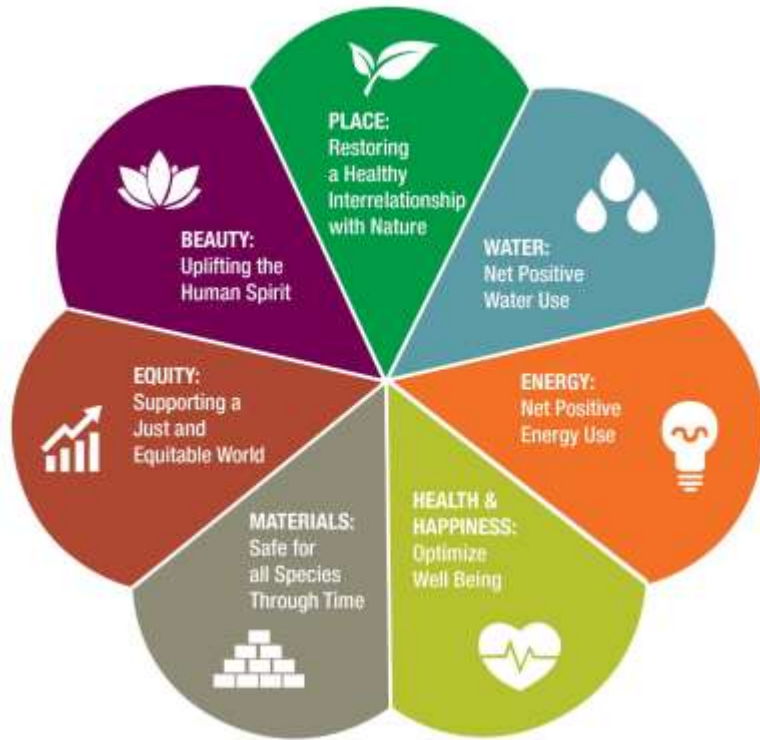 PLACE:
Restoring
a Healthy
Interrelationship
with Nature
WATER:
Net Positive
Water Use
ENERGY:
Net Positive
Energy Use
HEALTH &
HAPPINESS:
Optimize
Well Being
MATERIALS:
Safe for
all Species
Through Time
EQUITY:
Supporting a
Just and
Equitable World
BEAUTY:
Uplifting the
Human Spirit